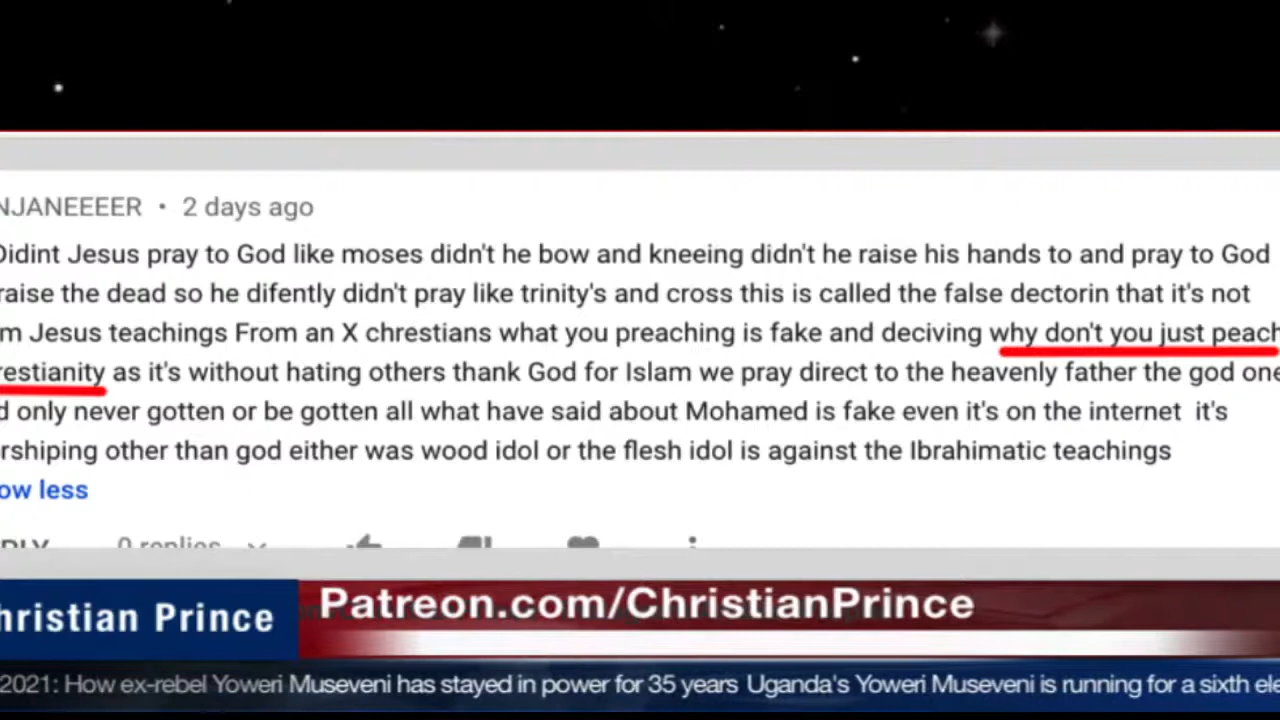 NJANEEEER • 2 days ago
Didint Jesus pray to God like moses didn't he bow and kneeing didn't he raise his hands to and pray to God
raise the dead so he difently didn't pray like trinity's and cross this is called the false dectorin that it's not
m Jesus teachings From an X chrestians what you preaching is fake and deciving why don't you just peach
restianity as it's without hating others thank God for Islam we pray direct to the heavenly father the god one
d only never gotten or be gotten all what have said about Mohamed is fake even it's on the internet it's
rshiping other than god either was wood idol or the flesh idol is against the Ibrahimatic teachings
ow less
PLY 0 replies
hristian Prince
Patreon.com/ChristianPrince
2021: How ex-rebel Yoweri Museveni has stayed in power for 35 years Uganda's Yoweri Museveni is running for a sixth ele